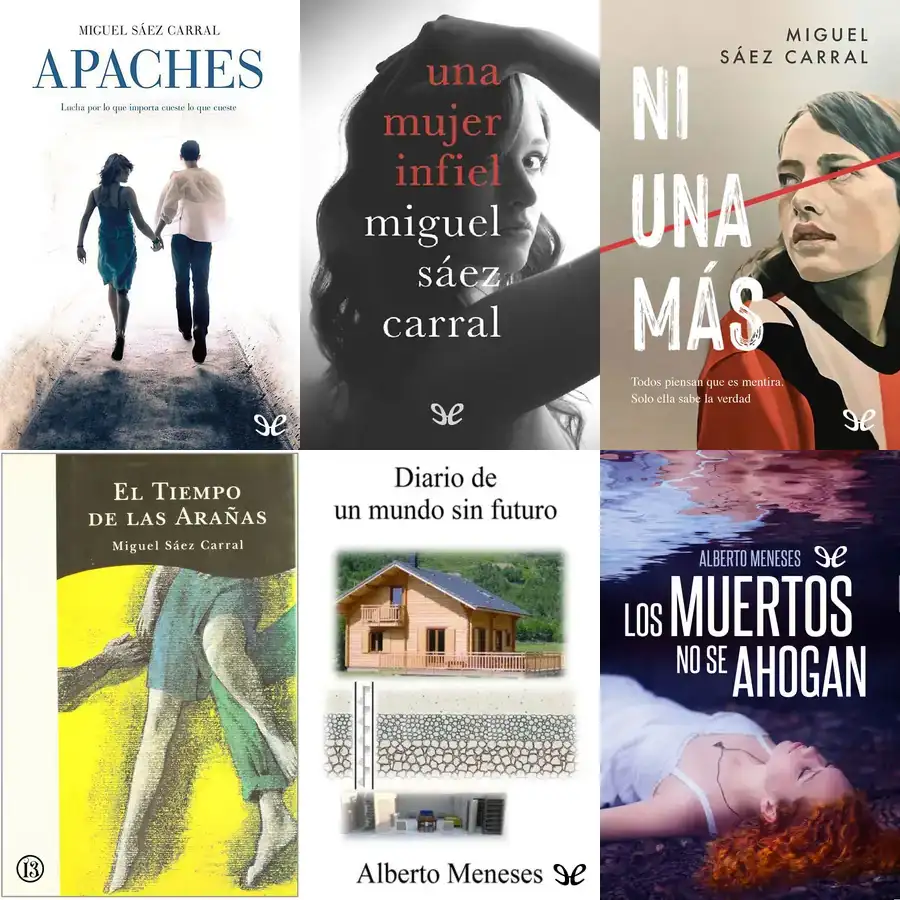 MIGUEL SÁEZ CARRAL
APACHES
Lucha por lo que importa cueste lo que cueste
una
mujer
infiel
miguel
sáez
carral
MIGUEL
SÁEZ CARRAL
NI
UNA
MÁS
Todos piensan que es mentira.
Solo ella sabe la verdad
EL TIEMPO
DE LAS ARAÑAS
Miguel Sáez Carral
13
Diario de
un mundo sin futuro
Alberto Meneses
ALBERTO MENESES
LOS MUERTOS
NO SE AHOGAN